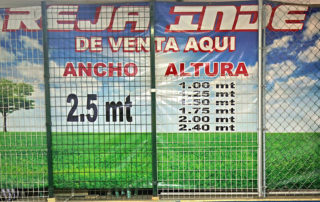 REJA INDE
DE VENTA AQUI
ANCHO ALTURA
2.5 mt
1.00 mt
1.25 mt
1.50 mt
1.75 mt
2.00 mt
2.40 mt